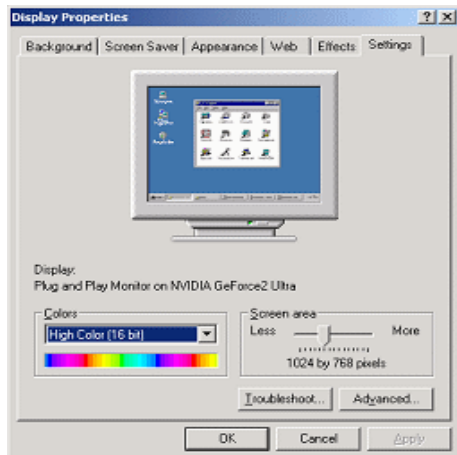 Display Properties
Background Screen Saver Appearance Web Effects Settings
Display:
Plug and Play Monitor on NVIDIA GeForce2 Ultra
Colors
High Color (16 bit)
Screen area
Less More
1024 by 768 pixels
Troubleshoot... Advanced...
OK Cancel Apply